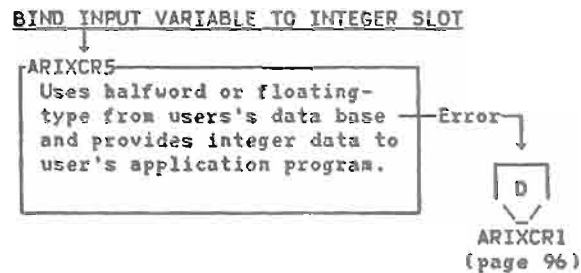 BIND INPUT VARIABLE TO INTEGER SLOT
ARIXCR5
Uses halfword or floating-
type from users's data base
and provides integer data to
user's application program.
Error
D
ARIXCR1
(page 96)